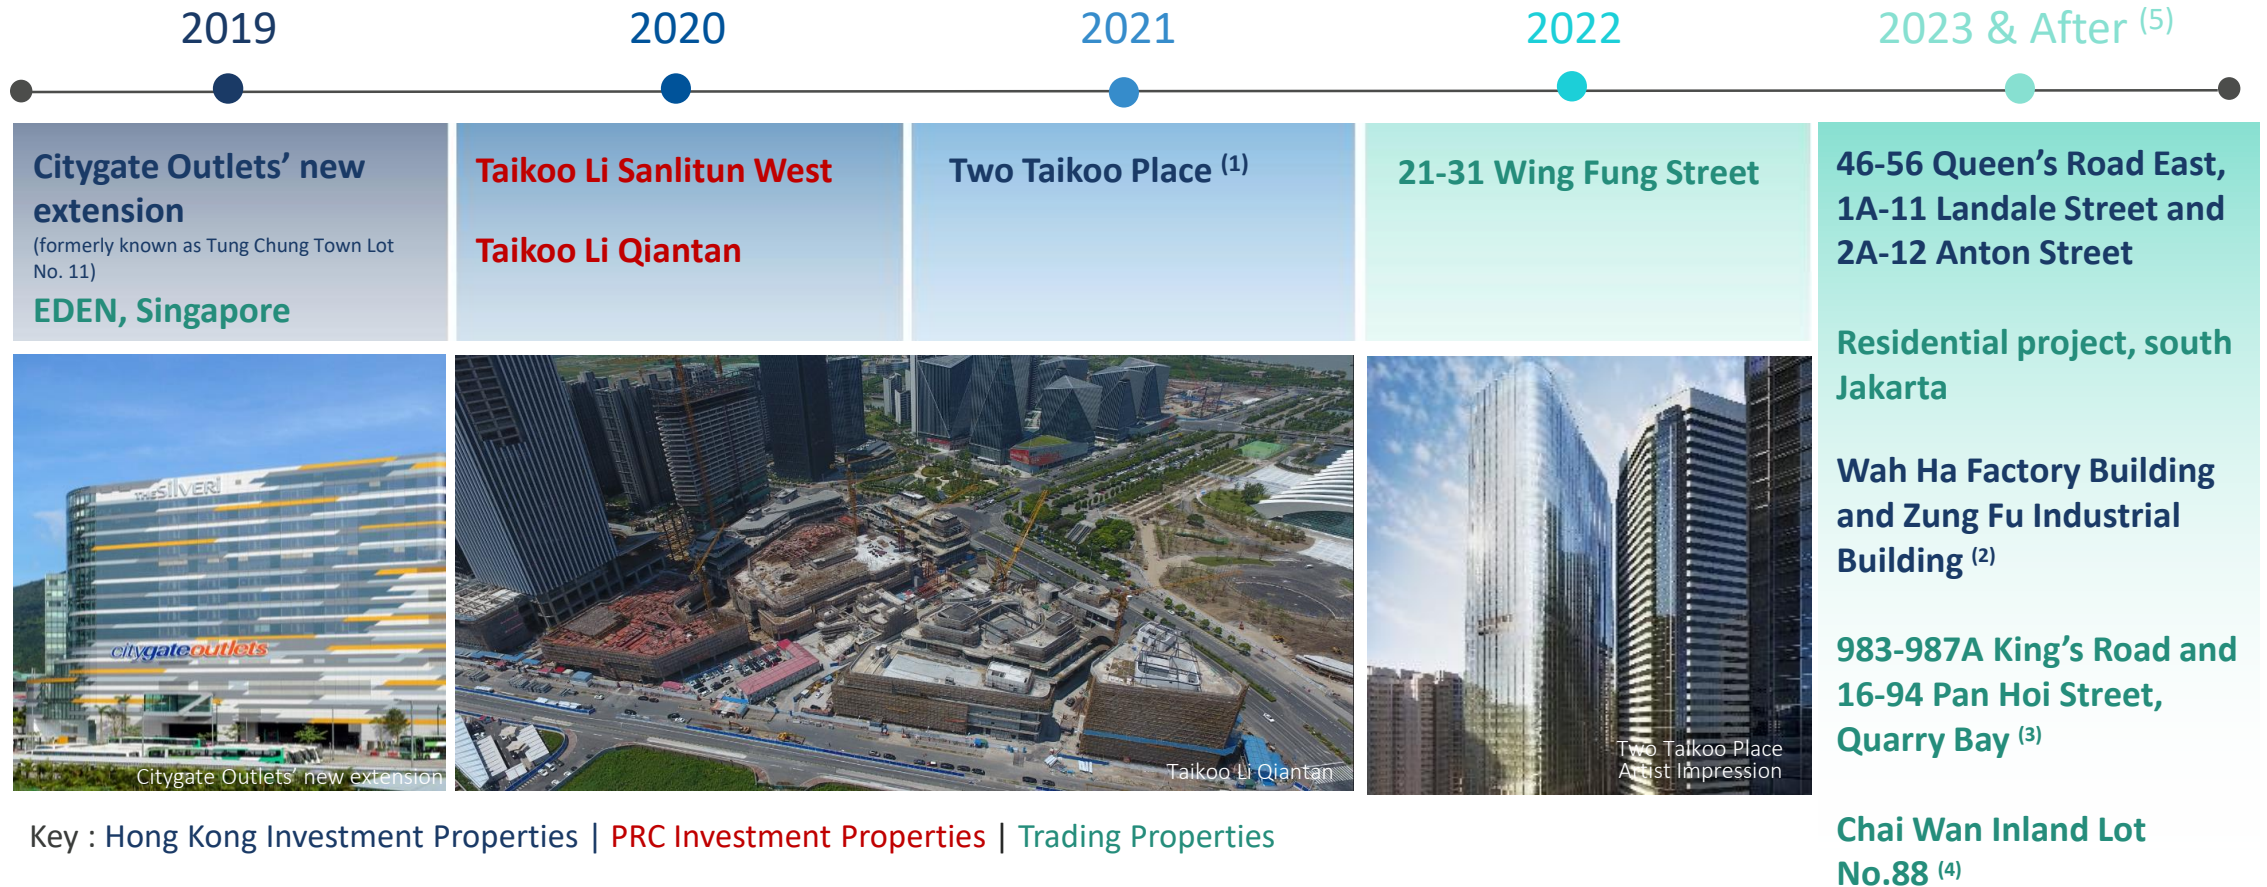 2019
2020
2021
2022
2023 & After (5)
Citygate Outlets’ new
extension
(formerly known as Tung Chung Town Lot
No. 11)
EDEN, Singapore
Taikoo Li Sanlitun West
Taikoo Li Qiantan
Two Taikoo Place (1)
21-31 Wing Fung Street
46-56 Queen’s Road East,
1A-11 Landale Street and
2A-12 Anton Street
Residential project, south
Jakarta
Wah Ha Factory Building
and Zung Fu Industrial
Building (2)
983-987A King’s Road and
16-94 Pan Hoi Street,
Quarry Bay (3)
Chai Wan Inland Lot
No.88 (4)
THE SILVERI
citygateoutlets
Citygate Outlets’ new extension
Taikoo Li Qiantan
Two Taikoo Place
Artist Impression
Key : Hong Kong Investment Properties | PRC Investment Properties | Trading Properties